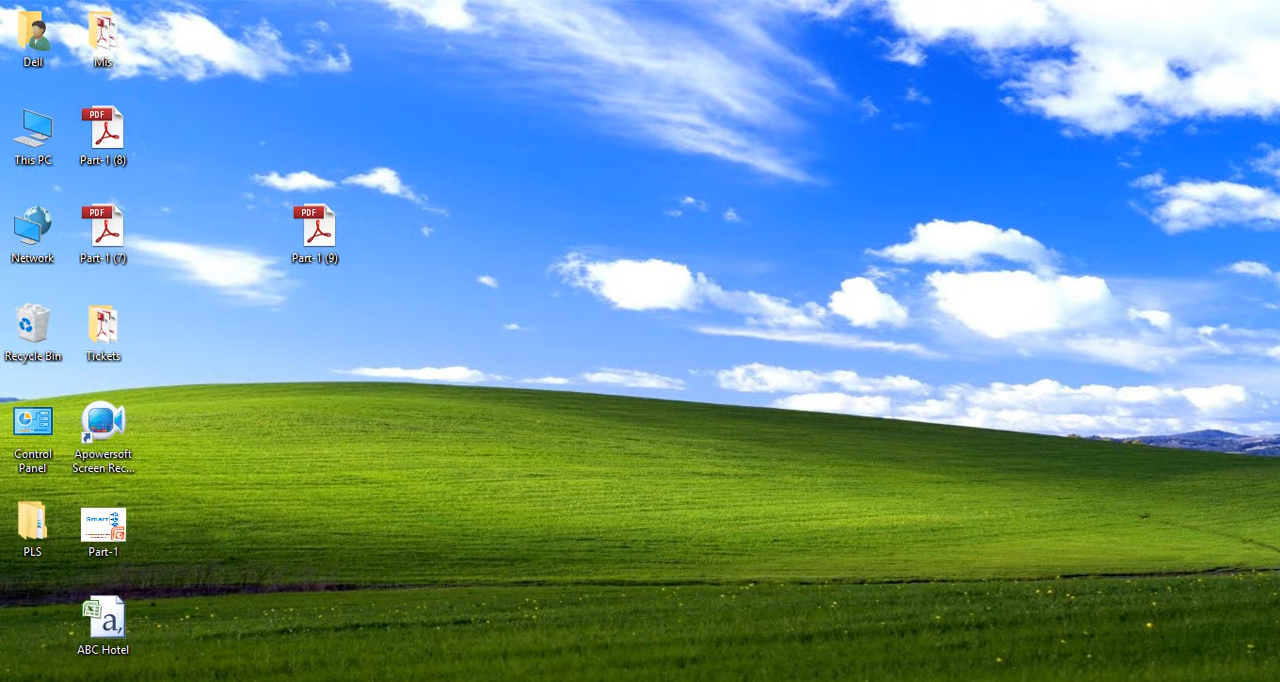 Dell
Mis
This PC
PDF
Part-1 (8)
Network
PDF
Part-1 (7)
PDF
Part-1 (9)
Recycle Bin
Tickets
Control
Panel
Apowersoft
Screen Rec...
PLS
Smart
Part-1
a,
ABC Hotel